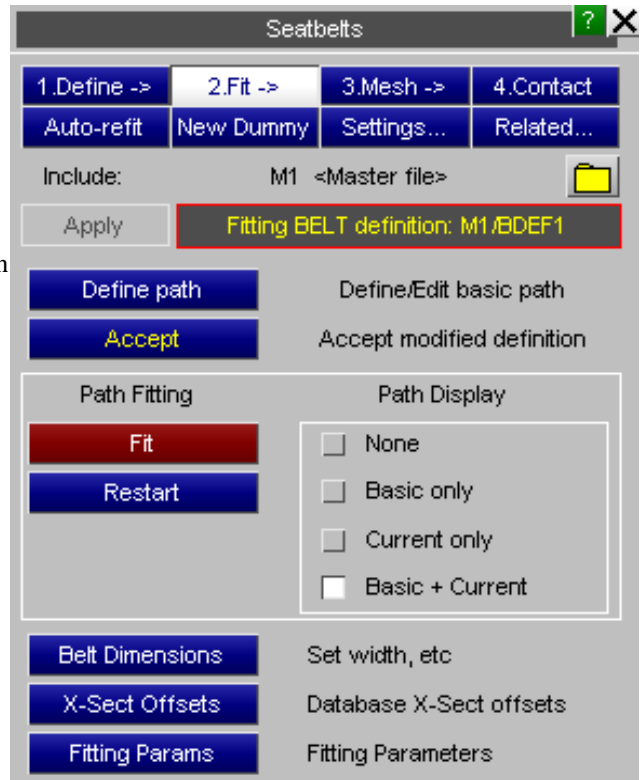 Seatbelts ? X
1.Define -> 2.Fit -> 3.Mesh -> 4.Contact
Auto-refit New Dummy Settings... Related...
Include: M1 <Master file>
Apply Fitting BELT definition: M1/BDEF1
n
Define path Define/Edit basic path
Accept Accept modified definition
Path Fitting Path Display
Fit None
Restart Basic only
Current only
Basic + Current
Belt Dimensions Set width, etc
X-Sect Offsets Database X-Sect offsets
Fitting Params Fitting Parameters